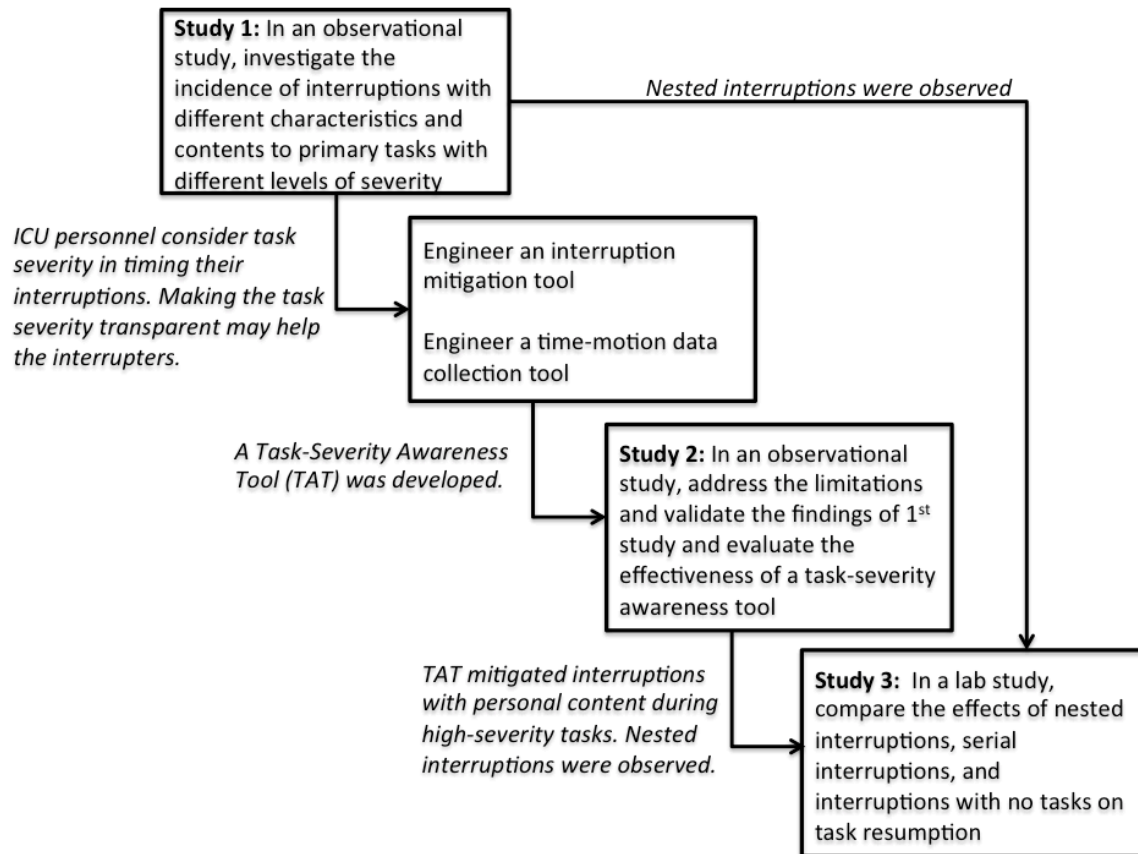 Study 1: In an observational
study, investigate the
incidence of interruptions with
different characteristics and
contents to primary tasks with
different levels of severity
Nested interruptions were observed
ICU personnel consider task
severity in timing their
interruptions. Making the task
severity transparent may help
the interrupters.
Engineer an interruption
mitigation tool
Engineer a time-motion data
collection tool
A Task-Severity Awareness
Tool (TAT) was developed.
Study 2: In an observational
study, address the limitations
and validate the findings of 1st
study and evaluate the
effectiveness of a task-severity
awareness tool
TAT mitigated interruptions
with personal content during
high-severity tasks. Nested
interruptions were observed.
Study 3: In a lab study,
compare the effects of nested
interruptions, serial
interruptions, and
interruptions with no tasks on
task resumption